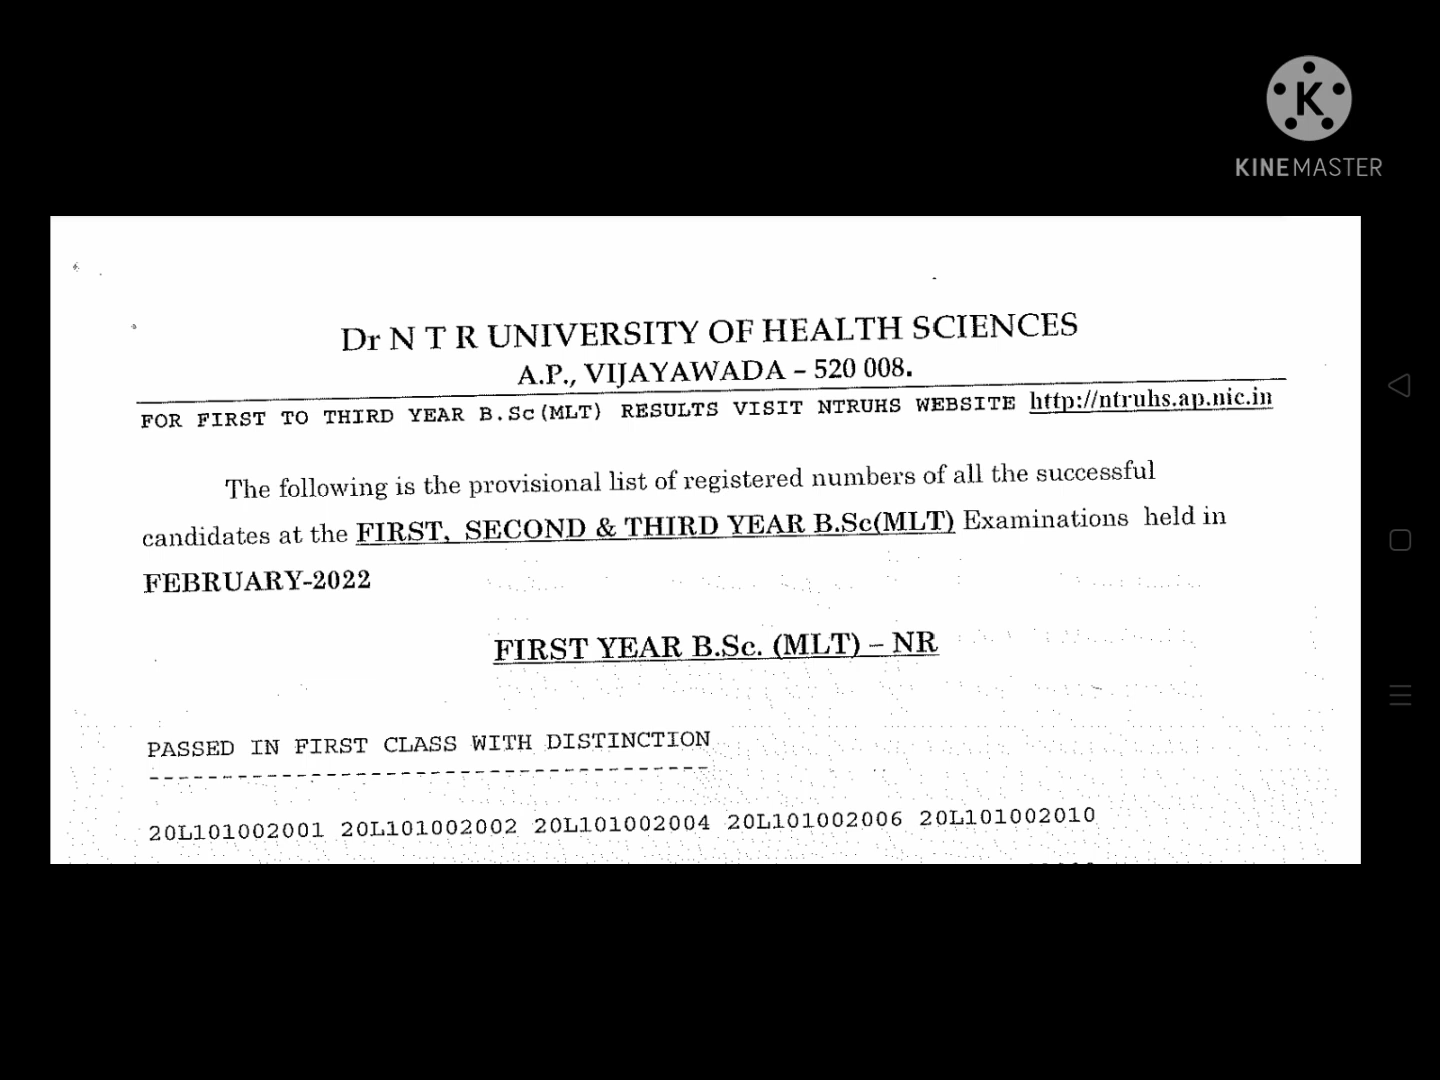 KINEMASTER
Dr N T R UNIVERSITY OF HEALTH SCIENCES
A.P., VIJAYAWADA – 520 008.
FOR FIRST TO THIRD YEAR B.Sc(MLT) RESULTS VISIT NTRUHS WEBSITE http://ntruhs.ap.nic.in
The following is the provisional list of registered numbers of all the successful
candidates at the FIRST, SECOND & THIRD YEAR B.Sc(MLT) Examinations held in
FEBRUARY-2022
FIRST YEAR B.Sc. (MLT) – NR
PASSED IN FIRST CLASS WITH DISTINCTION
20L101002001 20L101002002 20L101002004 20L101002006 20L101002010